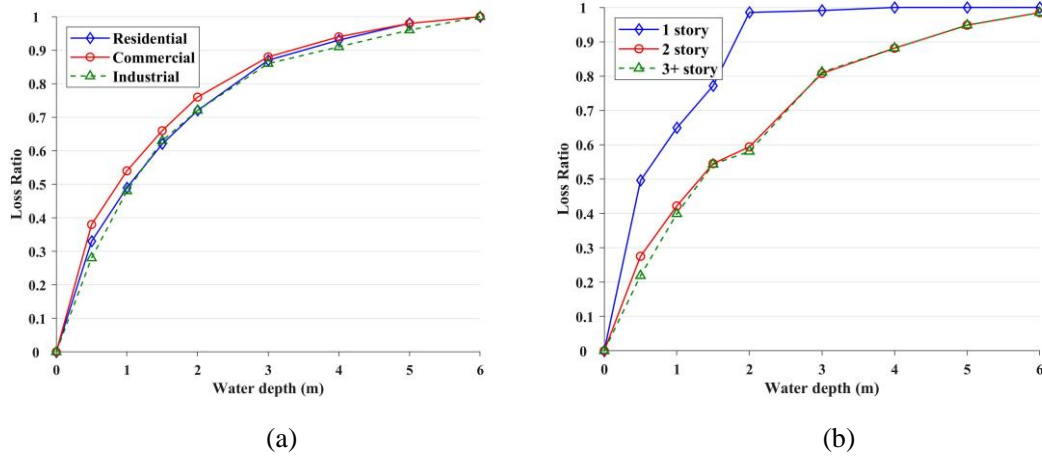 1
0.9
0.8
0.7
0.6
0.5
0.4
0.3
0.2
0.1
0
Loss Ratio
Residential
Commercial
Industrial
0 1 2 3 4 5 6
Water depth (m)
(a)
1
0.9
0.8
0.7
0.6
0.5
0.4
0.3
0.2
0.1
0
Loss Ratio
1 story
2 story
3+ story
0 1 2 3 4 5 6
Water depth (m)
(b)